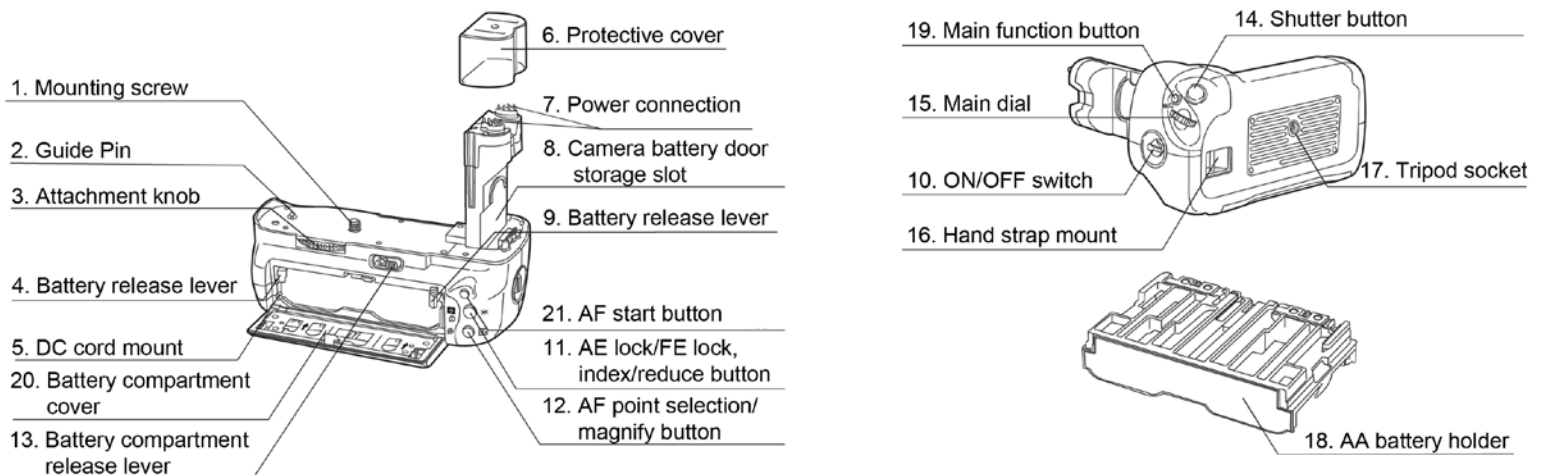 6. Protective cover
1. Mounting screw
7. Power connection
2. Guide Pin
8. Camera battery door
storage slot
3. Attachment knob
9. Battery release lever
4. Battery release lever
21. AF start button
5. DC cord mount
11. AE lock/FE lock,
index/reduce button
20. Battery compartment
cover
12. AF point selection/
magnify button
13. Battery compartment
release lever
19. Main function button
14. Shutter button
15. Main dial
10. ON/OFF switch
17. Tripod socket
16. Hand strap mount
18. AA battery holder